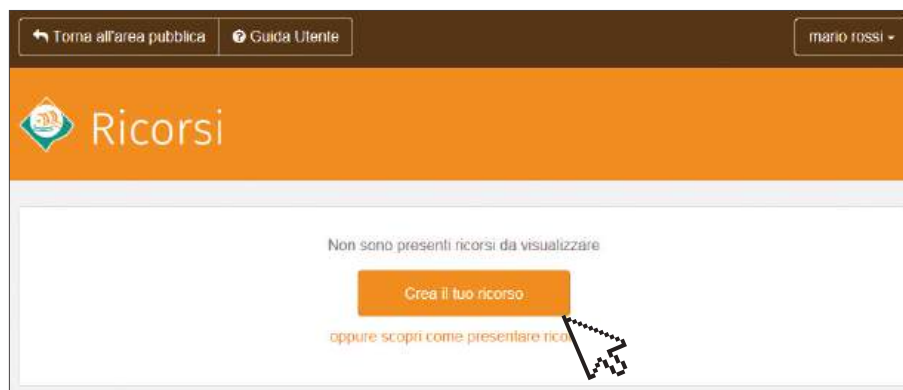 Torna all'area pubblica
Guida Utente
mario rossi
Ricorsi
Non sono presenti ricorsi da visualizzare
Crea il tuo ricorso
oppure scopri come presentare